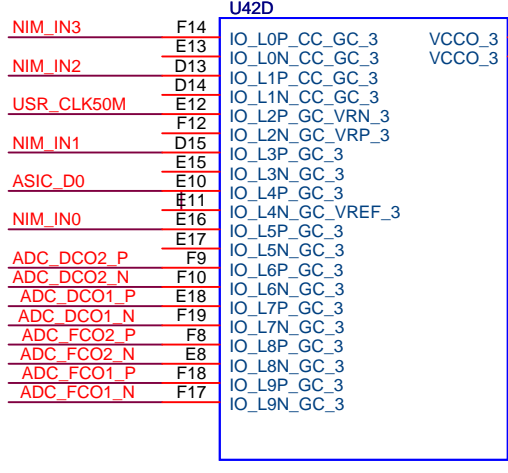 U42D
NIM_IN3 F14 IO_L0P_CC_GC_3 VCCO_3
E13 IO_L0N_CC_GC_3 VCCO_3
NIM_IN2 D13 IO_L1P_CC_GC_3
D14 IO_L1N_CC_GC_3
USR_CLK50M E12 IO_L2P_GC_VRN_3
F12 IO_L2N_GC_VRP_3
NIM_IN1 D15 IO_L3P_GC_3
E15 IO_L3N_GC_3
ASIC_D0 E10 IO_L4P_GC_3
E11 IO_L4N_GC_VREF_3
NIM_IN0 E16 IO_L5P_GC_3
E17 IO_L5N_GC_3
ADC_DCO2_P F9 IO_L6P_GC_3
ADC_DCO2_N F10 IO_L6N_GC_3
ADC_DCO1_P E18 IO_L7P_GC_3
ADC_DCO1_N F19 IO_L7N_GC_3
ADC_FCO2_P F8 IO_L8P_GC_3
ADC_FCO2_N E8 IO_L8N_GC_3
ADC_FCO1_P F18 IO_L9P_GC_3
ADC_FCO1_N F17 IO_L9N_GC_3